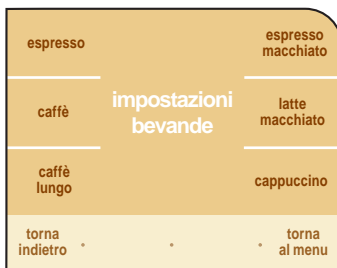 espresso
espresso
macchiato
impostazioni
bevande
caffè
latte
macchiato
caffè
lungo
cappuccino
torna
indietro
torna
al menu